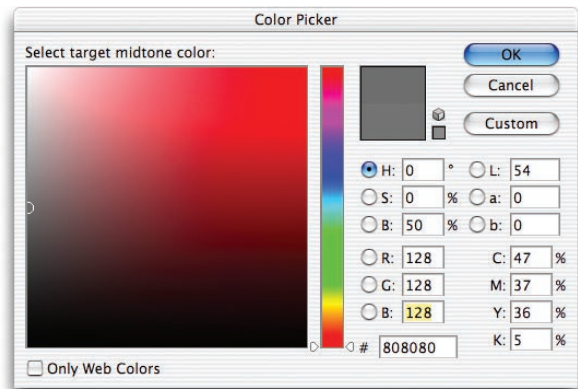 Color Picker
Select target midtone color:
OK
Cancel
Custom
H: 0 °
S: 0 %
B: 50 %
L: 54
a: 0
b: 0
R: 128
G: 128
B: 128
# 808080
C: 47 %
M: 37 %
Y: 36 %
K: 5 %
Only Web Colors